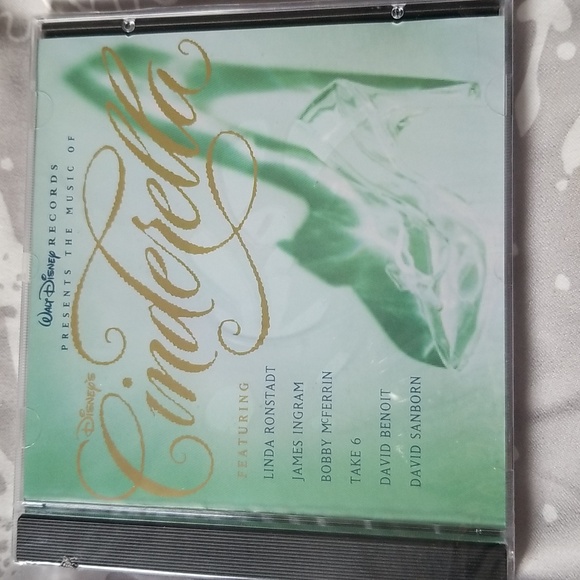 WALT DISNEY RECORDS
PRESENTS THE MUSIC OF
DISNEY'S
Cinderella
FEATURING
LINDA RONSTADT
JAMES INGRAM
BOBBY McFERRIN
TAKE 6
DAVID BENOIT
DAVID SANBORN